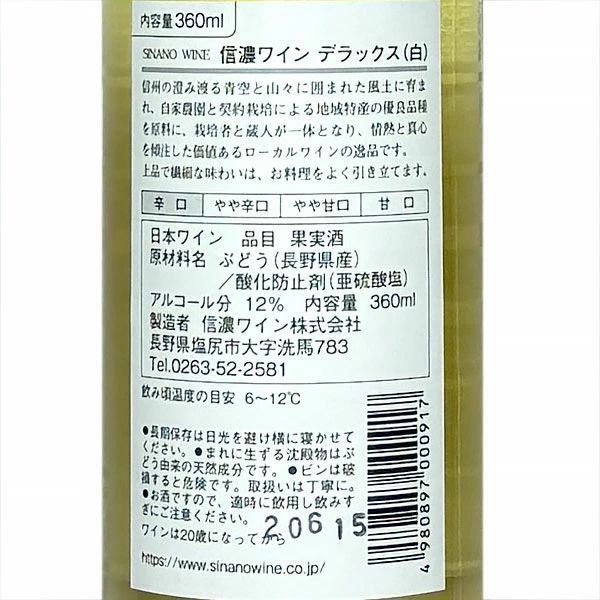 内容量360ml
SINANO WINE 信濃ワイン デラックス(白)
信州の澄み渡る青空と山々に囲まれた風土に育ま
れ、自家農園と契約栽培による地域特産の優良品種
を原料に、栽培者と蔵人が一体となり、情熱と真心
を傾注した価値あるローカルワインの逸品です。
上品で繊細な味わいは、お料理をよく引き立てます。
辛口 やや辛口 やや甘口 甘口
日本ワイン 品目 果実酒
原材料名 ぶどう(長野県産)
／酸化防止剤(亜硫酸塩)
アルコール分 12% 内容量 360ml
製造者 信濃ワイン株式会社
長野県塩尻市大字洗馬783
Tel.0263-52-2581
飲み頃温度の目安 6～12℃
●長期保存は日光を避け横に寝かせて
ください。●まれに生ずる沈殿物はぶ
どう由来の天然成分です。●ビンは破
損すると危険です。取扱いは丁寧に。
●お酒ですので、適時に飲用し飲みす
ぎにご注意ください。
20615
ワインは20歳になってから
https://www.sinanowine.co.jp/
4 980897 000917